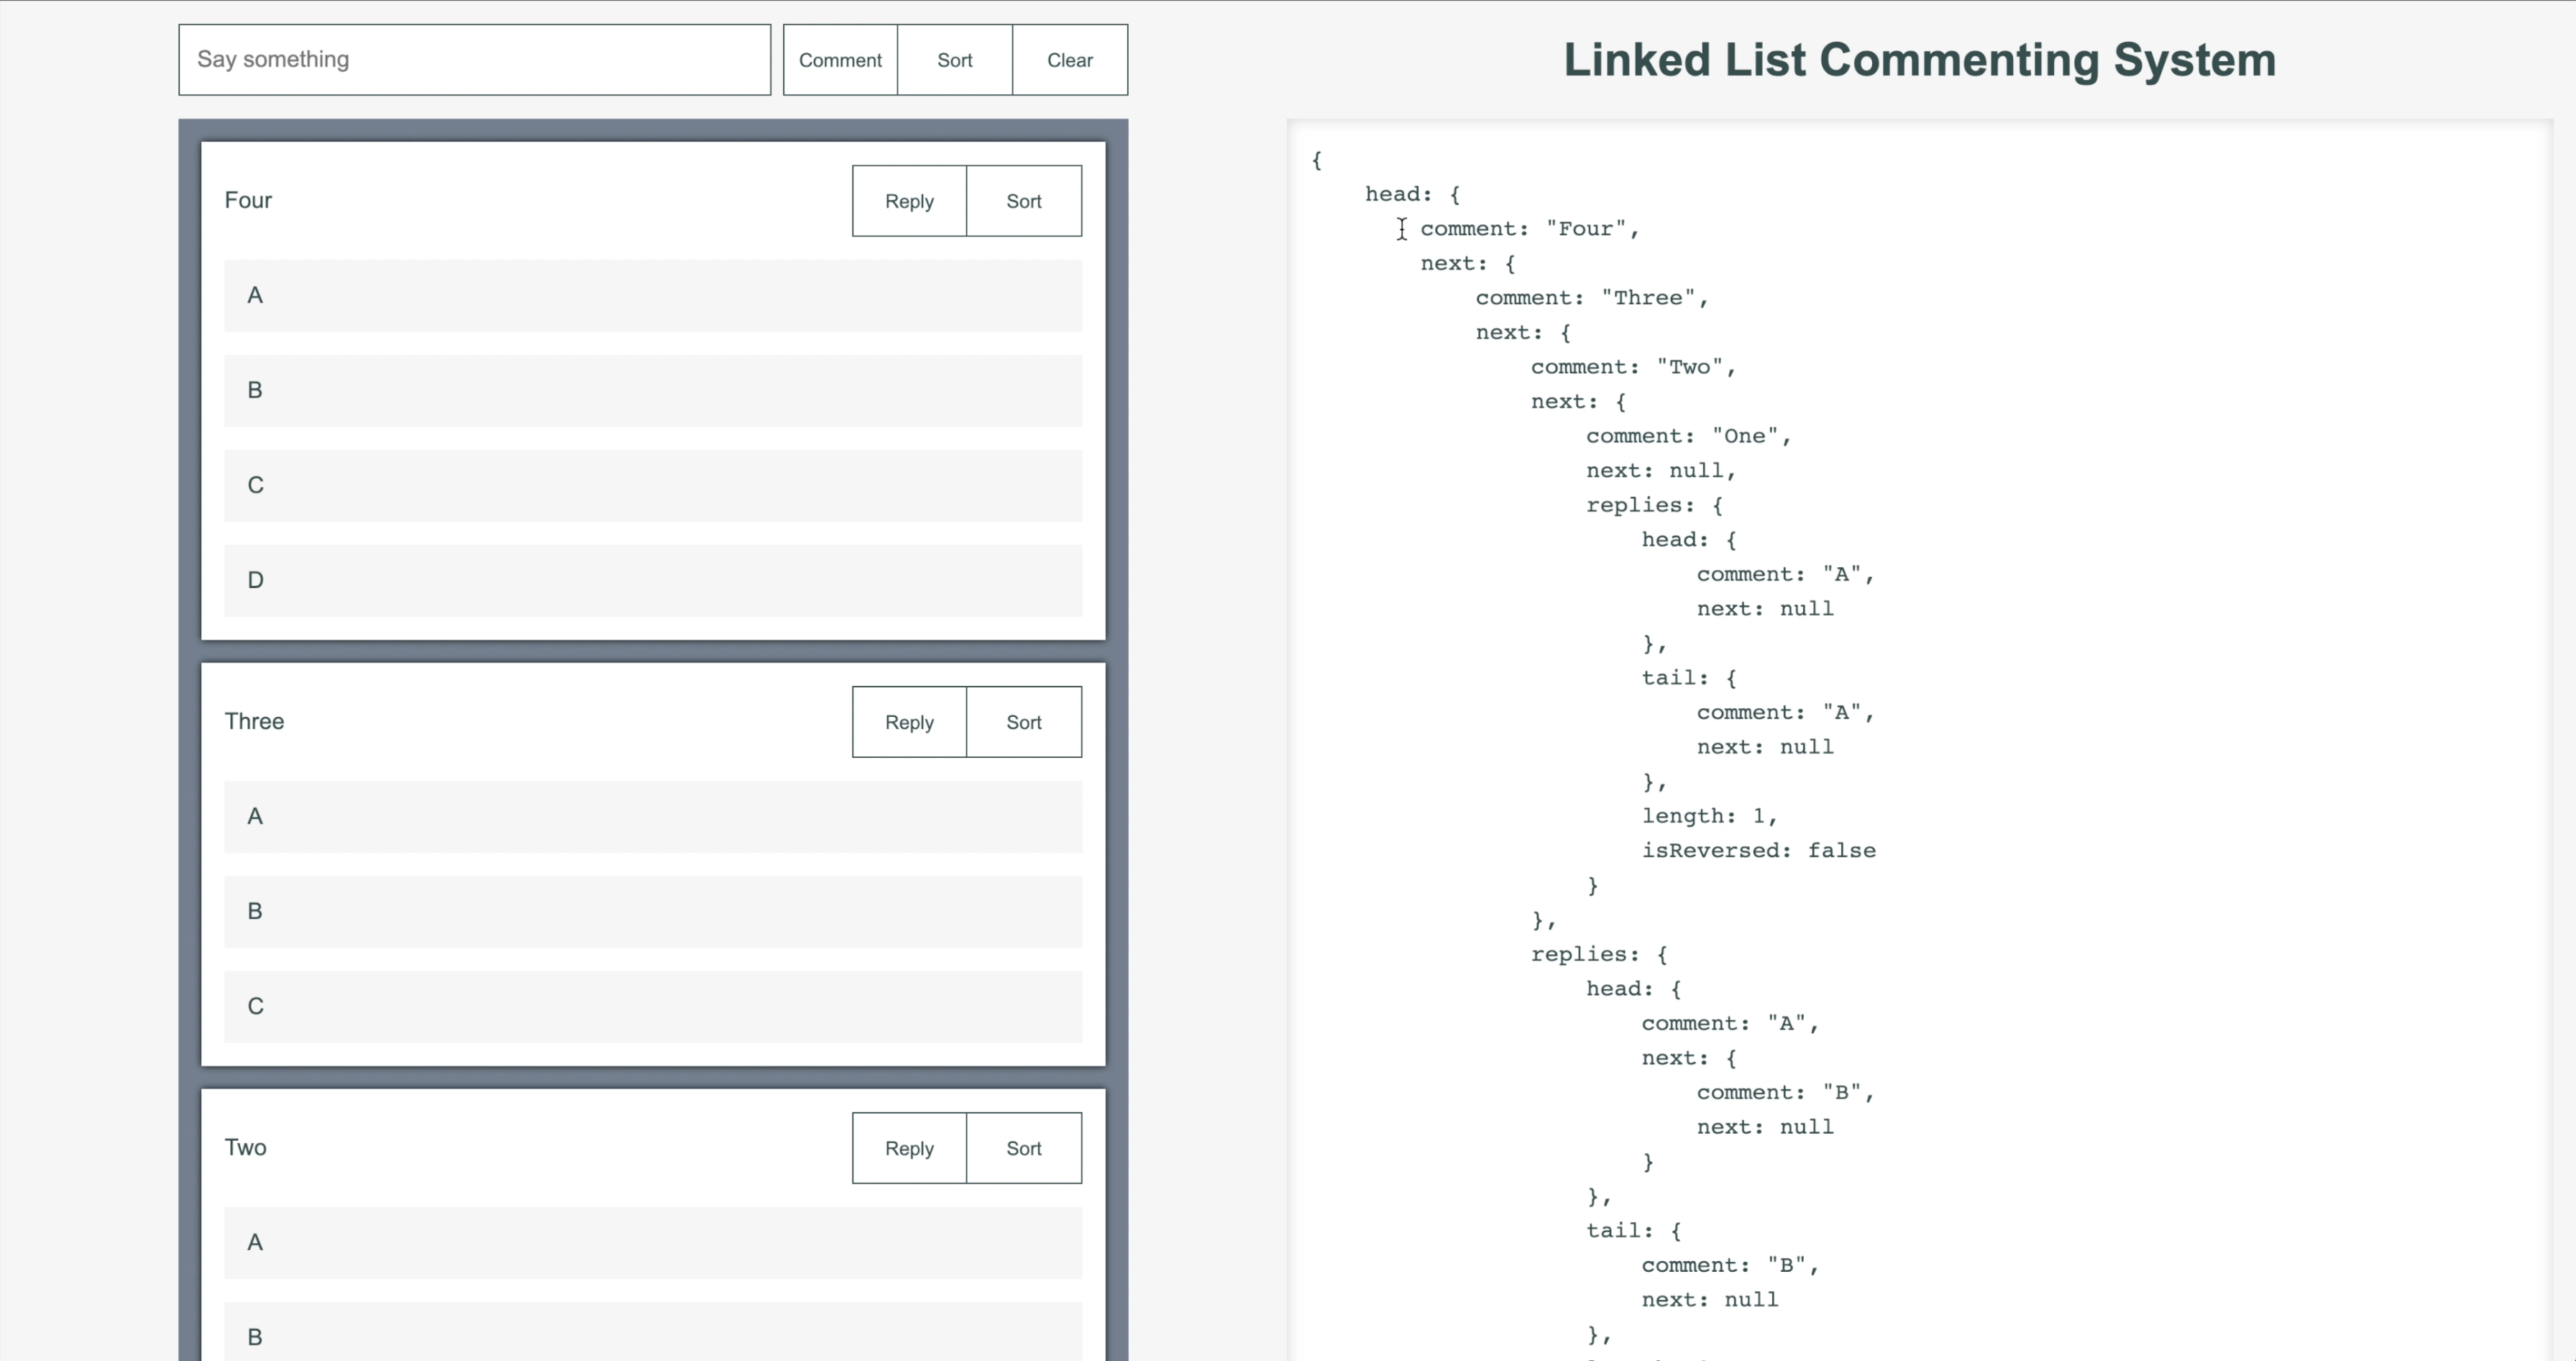 Say something
Comment
Sort
Clear
Four
Reply
Sort
A
B
C
D
Three
Reply
Sort
A
B
C
Two
Reply
Sort
A
B
Linked List Commenting System
{
head: {
comment: "Four",
next: {
comment: "Three",
next: {
comment: "Two",
next: {
comment: "One",
next: null,
replies: {
head: {
comment: "A",
next: null
},
tail: {
comment: "A",
next: null
},
length: 1,
isReversed: false
}
},
replies: {
head: {
comment: "A",
next: {
comment: "B",
next: null
}
},
tail: {
comment: "B",
next: null
},